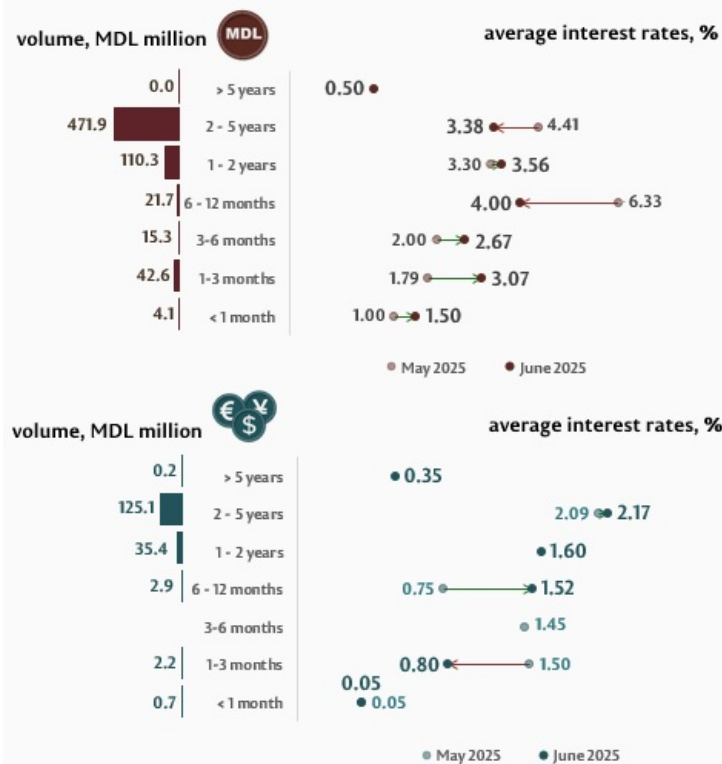 volume, MDL million MDL average interest rates, %
0.0 > 5 years 0.50
471.9 2 - 5 years 3.38 4.41
110.3 1 - 2 years 3.30 3.56
21.7 6 - 12 months 4.00 6.33
15.3 3-6 months 2.00 2.67
42.6 1-3 months 1.79 3.07
4.1 < 1 month 1.00 1.50
May 2025 June 2025
€ ¥ $
volume, MDL million average interest rates, %
0.2 > 5 years 0.35
125.1 2 - 5 years 2.09 2.17
35.4 1 - 2 years 1.60
2.9 6 - 12 months 0.75 1.52
3-6 months 1.45
2.2 1-3 months 0.80 1.50
0.05
0.7 < 1 month 0.05
May 2025 June 2025